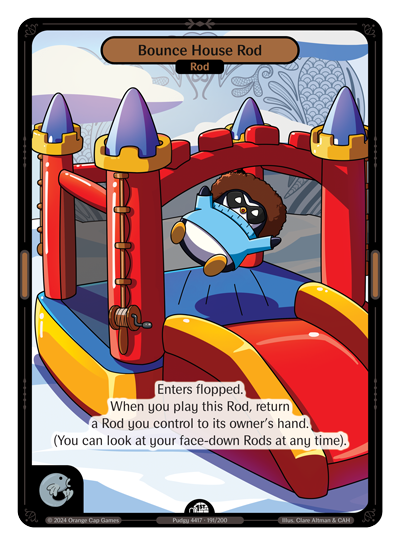 Bounce House Rod
Rod
Enters flopped.
When you play this Rod, return
a Rod you control to its owner's hand.
(You can look at your face-down Rods at any time).
© 2024 Orange Cap Games
Pudgy 4417 · 191/200
Illus. Clare Altman & CAH